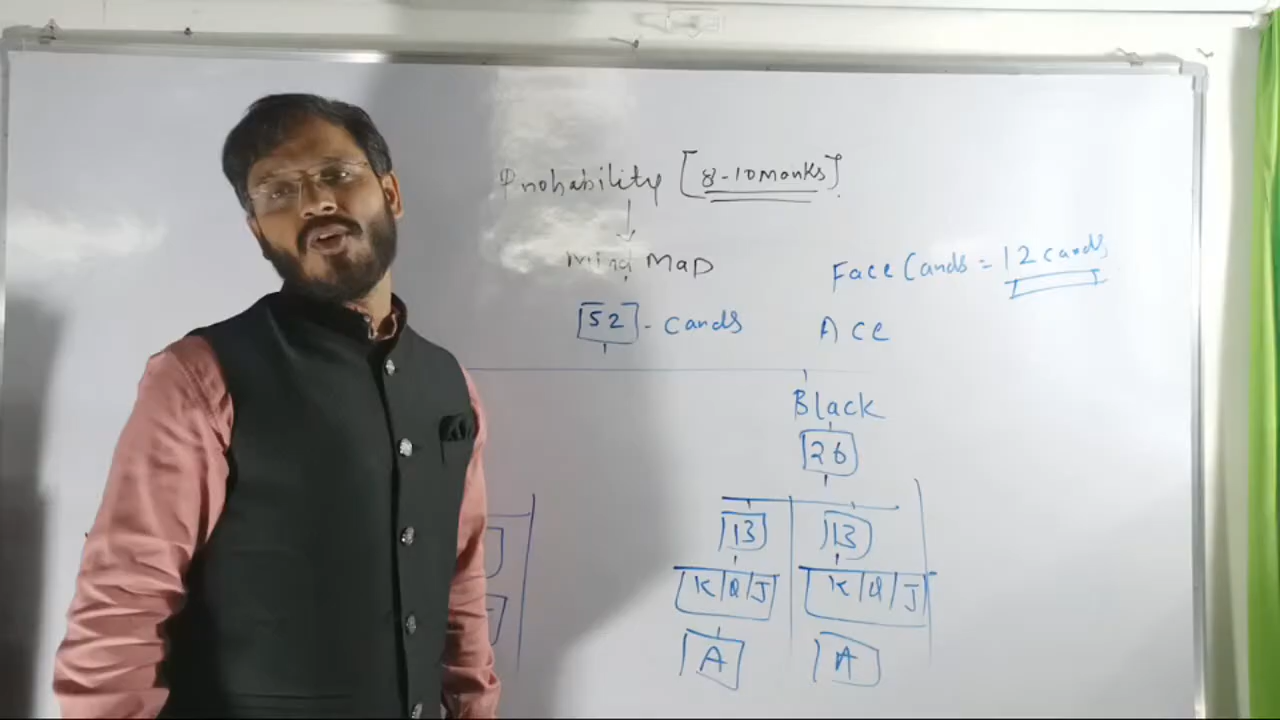 Probability [8-10 marks]
Mind Map
Face Cards = 12 cards
52 - cards
Ace
Black
26
13 13
K Q J K Q J
A A